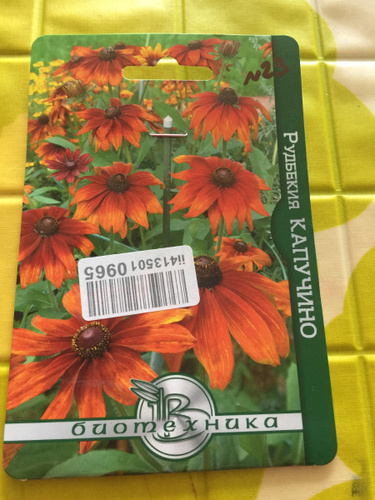 №23
Рудбекия КАПУЧИНО
ii413501 0965
биотехника